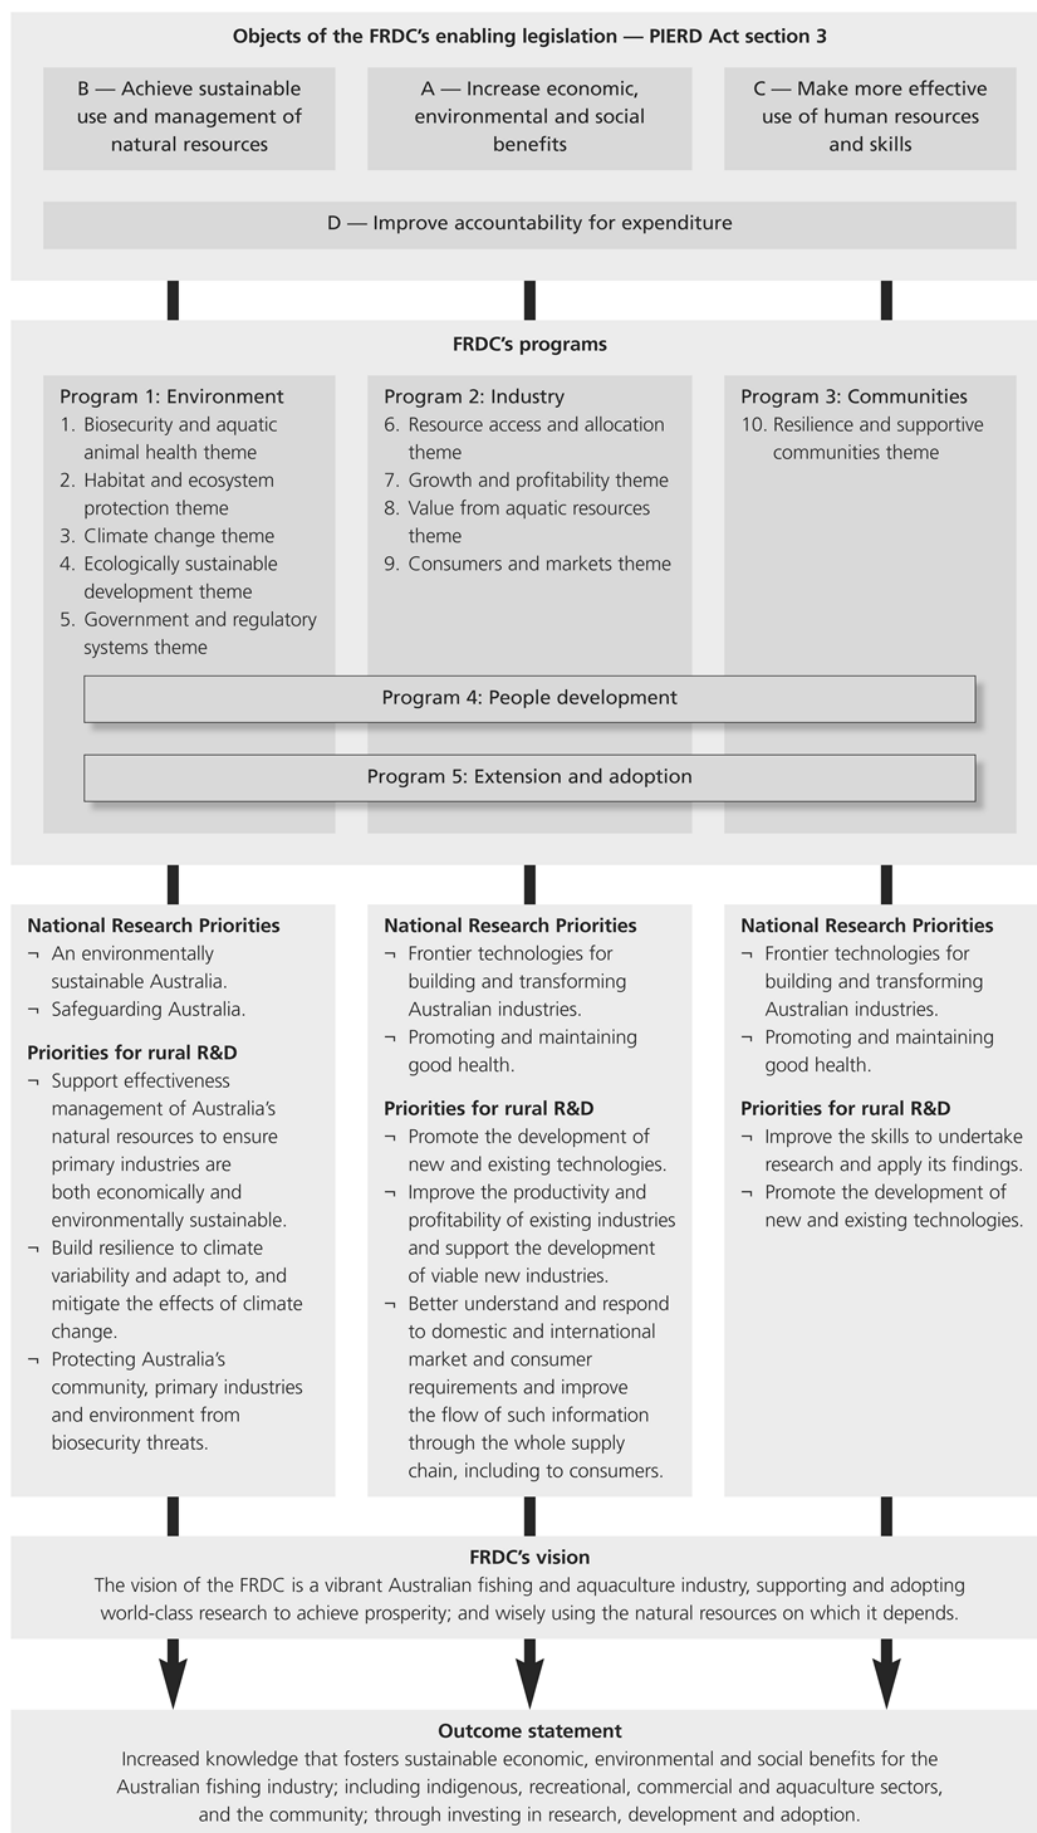 Objects of the FRDC’s enabling legislation — PIERD Act section 3
B — Achieve sustainable
use and management of
natural resources
A — Increase economic,
environmental and social
benefits
C — Make more effective
use of human resources
and skills
D — Improve accountability for expenditure
FRDC’s programs
Program 1: Environment
1. Biosecurity and aquatic
animal health theme
2. Habitat and ecosystem
protection theme
3. Climate change theme
4. Ecologically sustainable
development theme
5. Government and regulatory
systems theme
Program 2: Industry
6. Resource access and allocation
theme
7. Growth and profitability theme
8. Value from aquatic resources
theme
9. Consumers and markets theme
Program 3: Communities
10. Resilience and supportive
communities theme
Program 4: People development
Program 5: Extension and adoption
National Research Priorities
¬ An environmentally
sustainable Australia.
¬ Safeguarding Australia.
Priorities for rural R&D
¬ Support effectiveness
management of Australia’s
natural resources to ensure
primary industries are
both economically and
environmentally sustainable.
¬ Build resilience to climate
variability and adapt to, and
mitigate the effects of climate
change.
¬ Protecting Australia’s
community, primary industries
and environment from
biosecurity threats.
National Research Priorities
¬ Frontier technologies for
building and transforming
Australian industries.
¬ Promoting and maintaining
good health.
Priorities for rural R&D
¬ Promote the development of
new and existing technologies.
¬ Improve the productivity and
profitability of existing industries
and support the development
of viable new industries.
¬ Better understand and respond
to domestic and international
market and consumer
requirements and improve
the flow of such information
through the whole supply
chain, including to consumers.
National Research Priorities
¬ Frontier technologies for
building and transforming
Australian industries.
¬ Promoting and maintaining
good health.
Priorities for rural R&D
¬ Improve the skills to undertake
research and apply its findings.
¬ Promote the development of
new and existing technologies.
FRDC’s vision
The vision of the FRDC is a vibrant Australian fishing and aquaculture industry, supporting and adopting
world-class research to achieve prosperity; and wisely using the natural resources on which it depends.
Outcome statement
Increased knowledge that fosters sustainable economic, environmental and social benefits for the
Australian fishing industry; including indigenous, recreational, commercial and aquaculture sectors,
and the community; through investing in research, development and adoption.